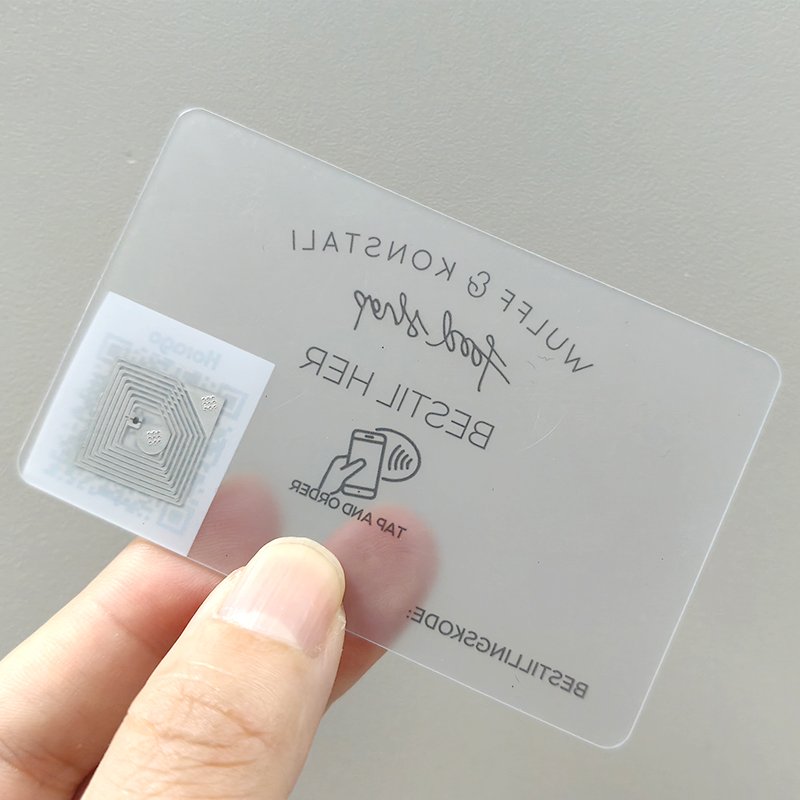 WULFF & KONSTALI
food shop
BESTIL HER
TAP AND ORDER
BESTILLINGSKODE: